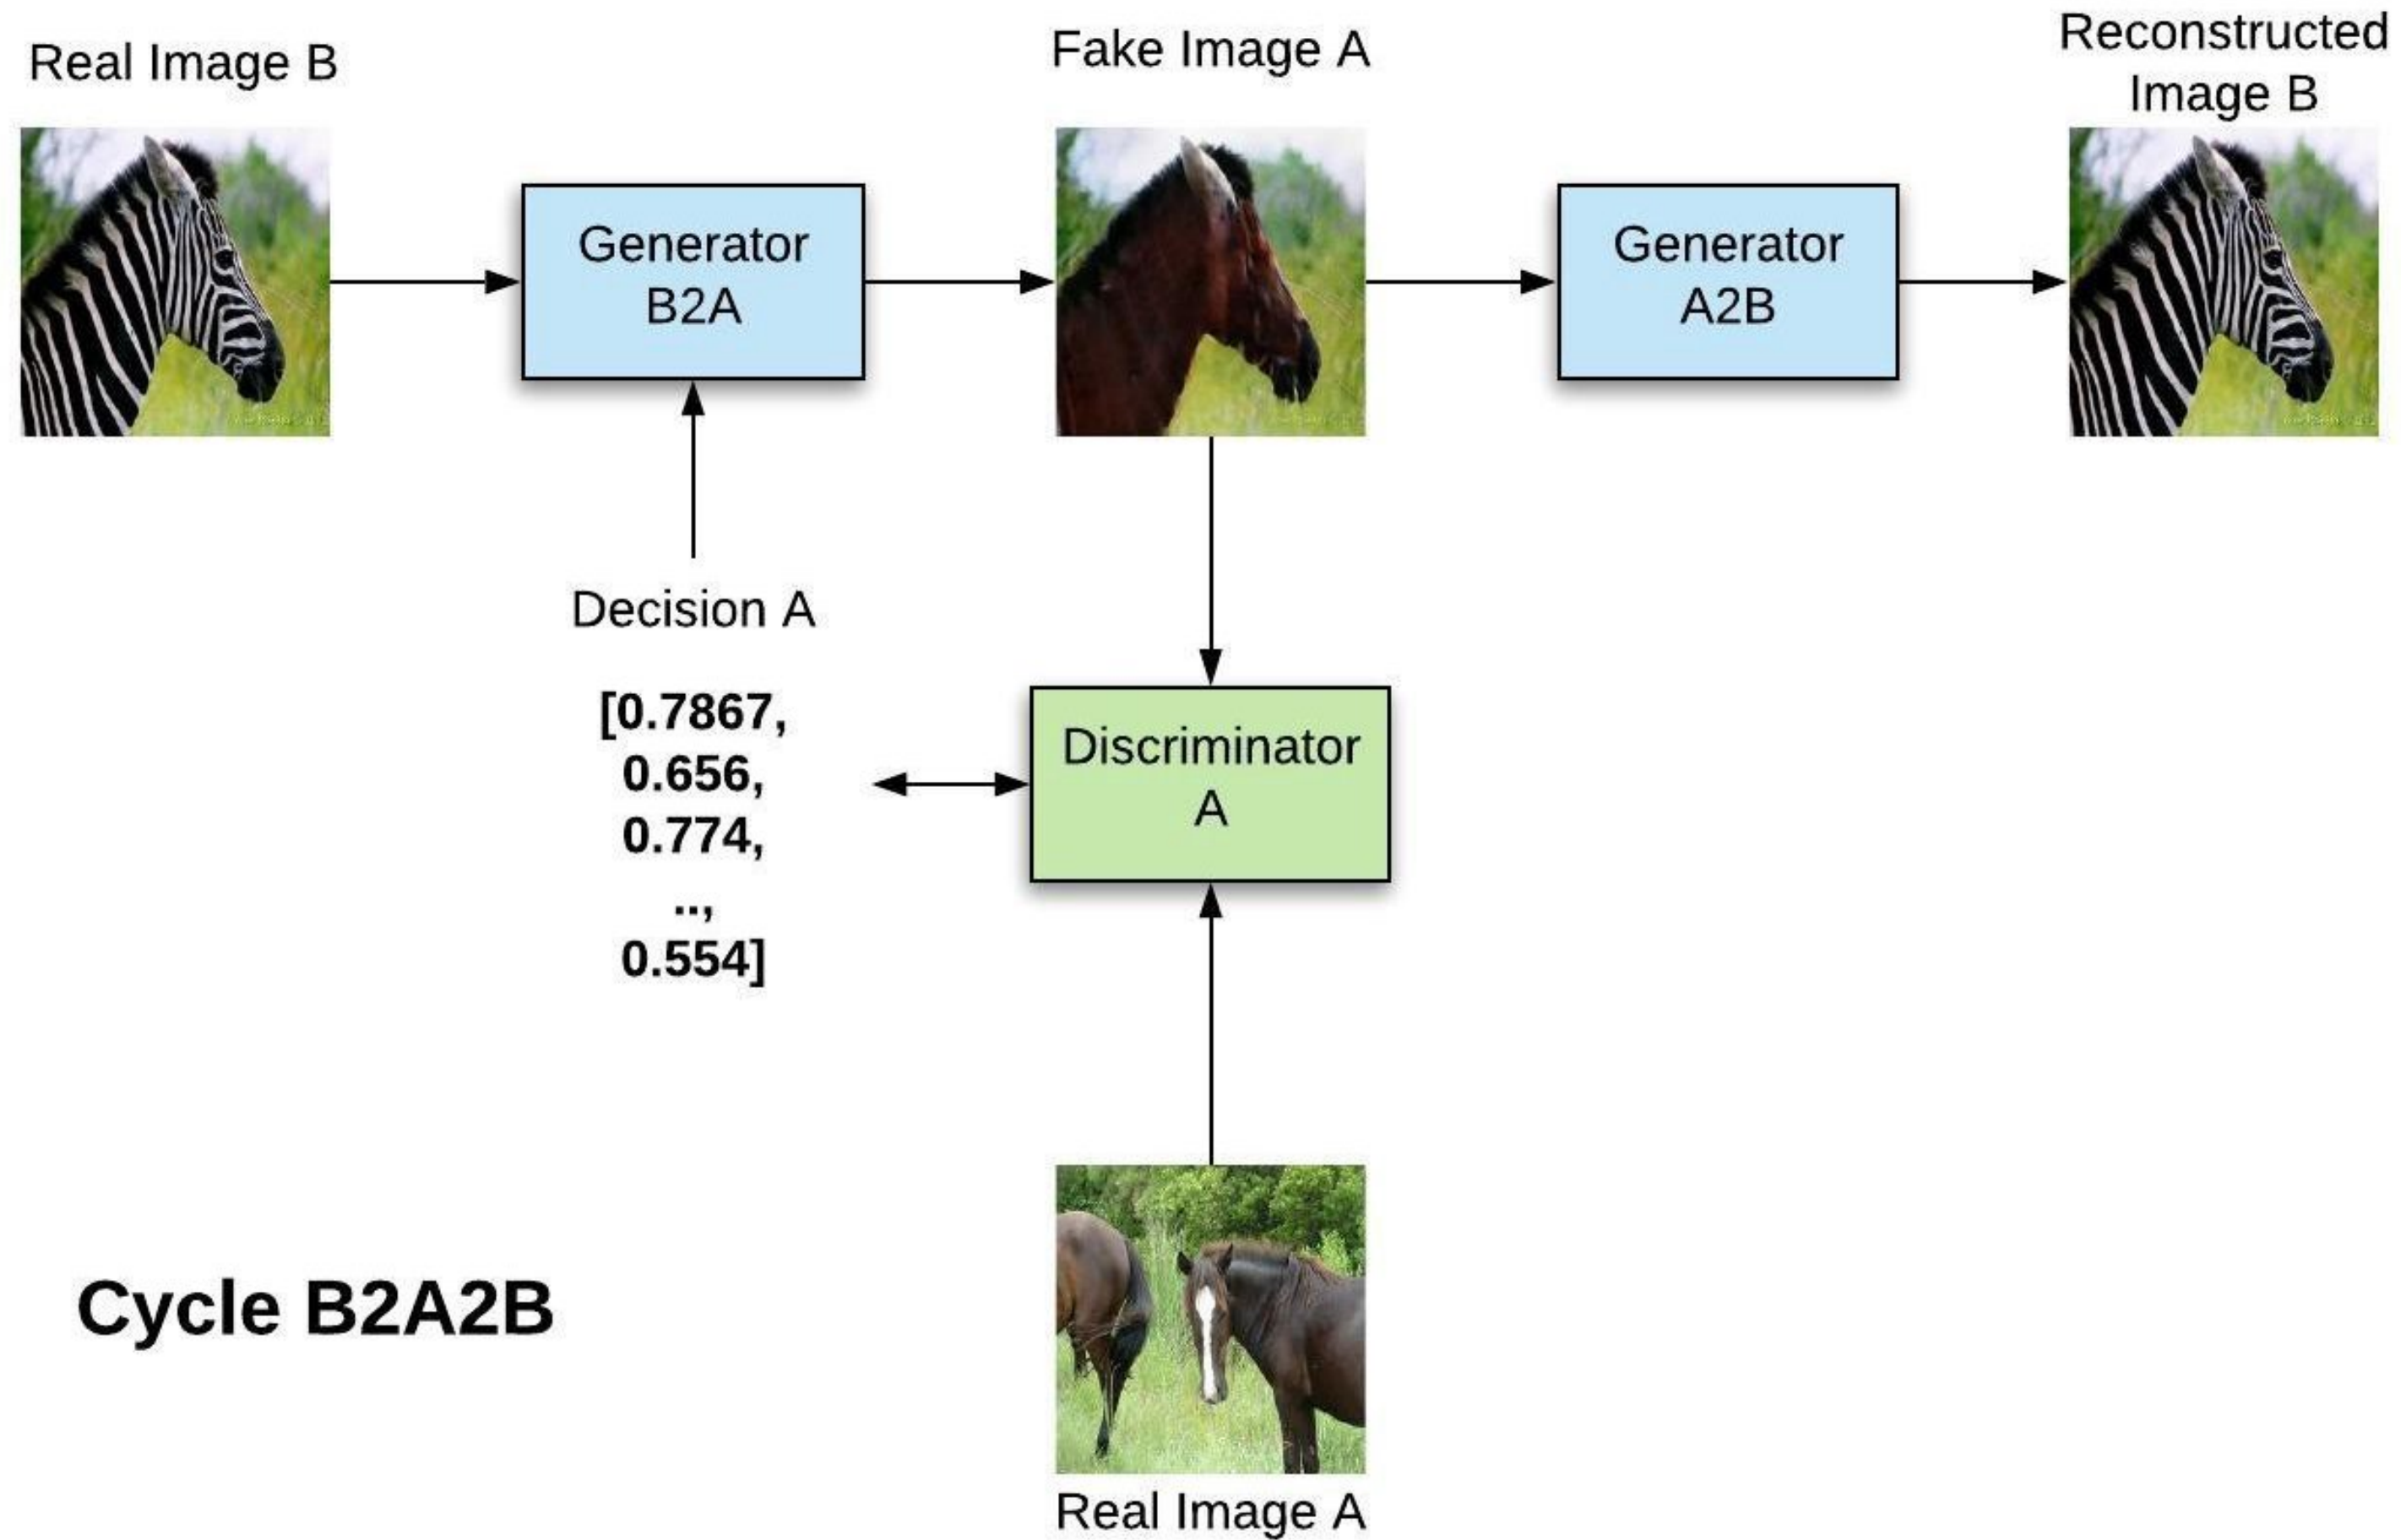 Real Image B
Fake Image A
Reconstructed
Image B
Generator
B2A
Generator
A2B
Decision A
[0.7867,
0.656,
0.774,
..,
0.554]
Discriminator
A
Cycle B2A2B
Real Image A